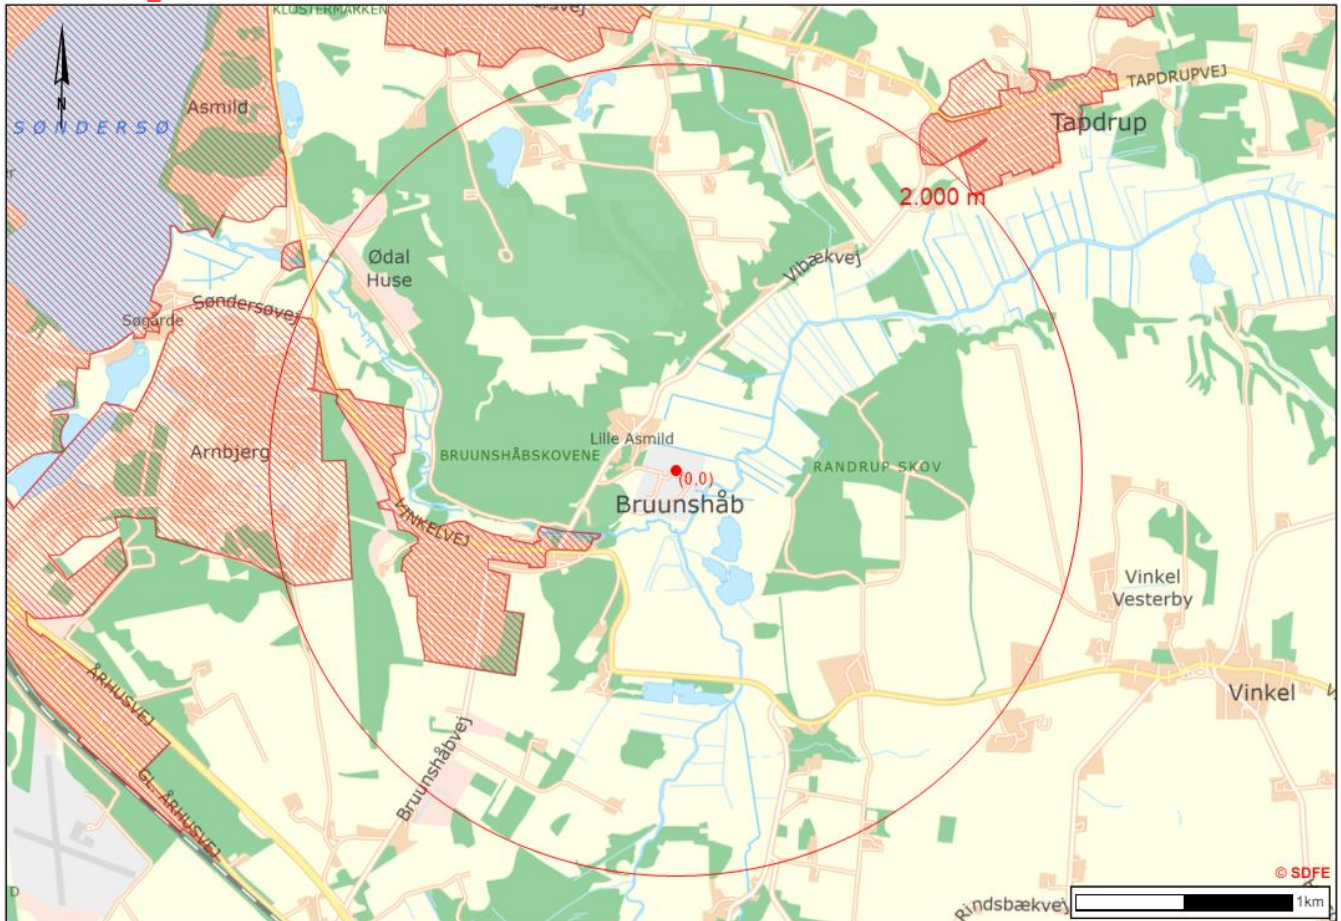 KLOSTERMARKEN
N
Asmild
SØNDERSØ
TAPDRUPVEJ
Tapdrup
2.000 m
Ødal
Huse
Vibækvej
Søndersøvej
Søgårde
Arnbjerg
Lille Asmild
BRUUNSHÅBSKOVENE
RANDRUP SKOV
(0,0)
Bruunshåb
VINKELVEJ
Vinkel
Vesterby
Vinkel
ÅRHUSVEJ
GL. ÅRHUSVEJ
Bruunshåbvej
© SDFE
Rindsbækvej
1km